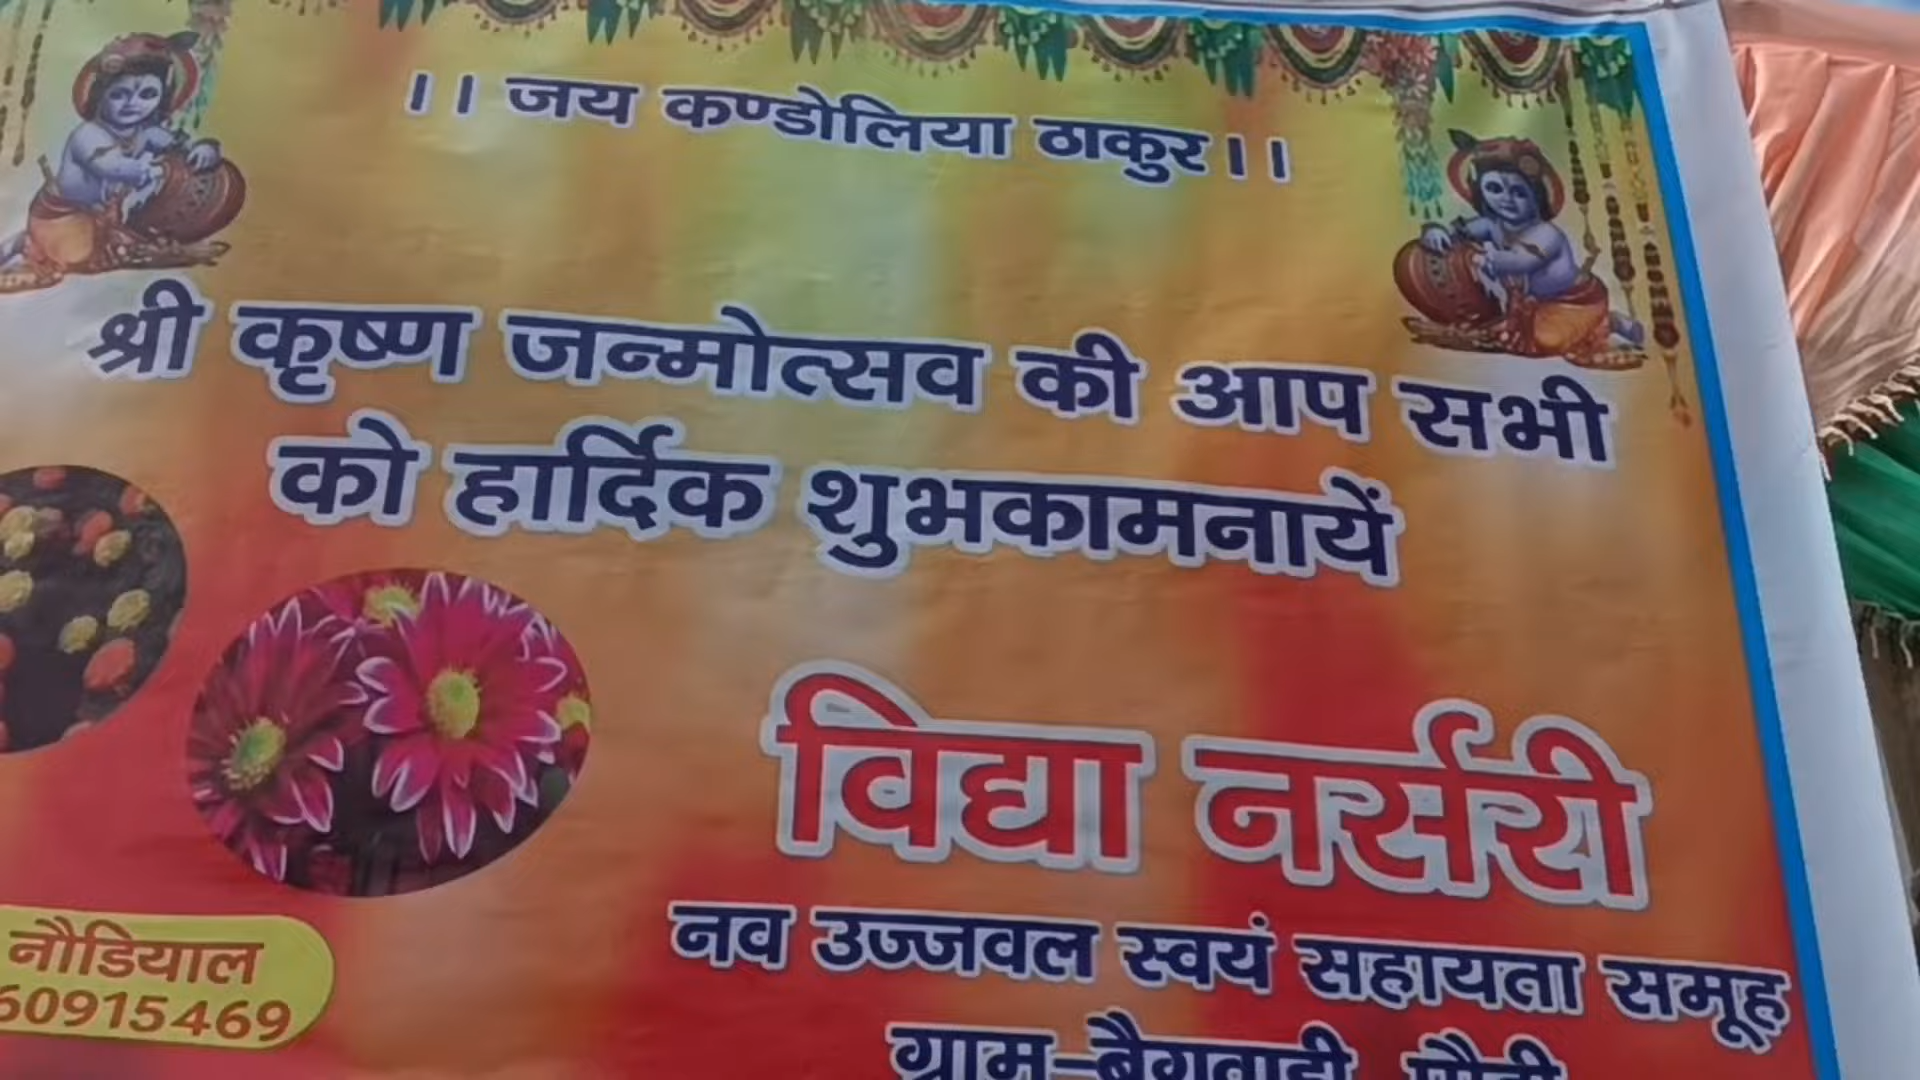 ।। जय कण्डोलिया ठाकुर ।।
श्री कृष्ण जन्मोत्सव की आप सभी
को हार्दिक शुभकामनायें
विद्या नर्सरी
नव उज्जवल स्वयं सहायता समूह
नौडियाल
60915469
ग्राम-बैगवाड़ी पौड़ी